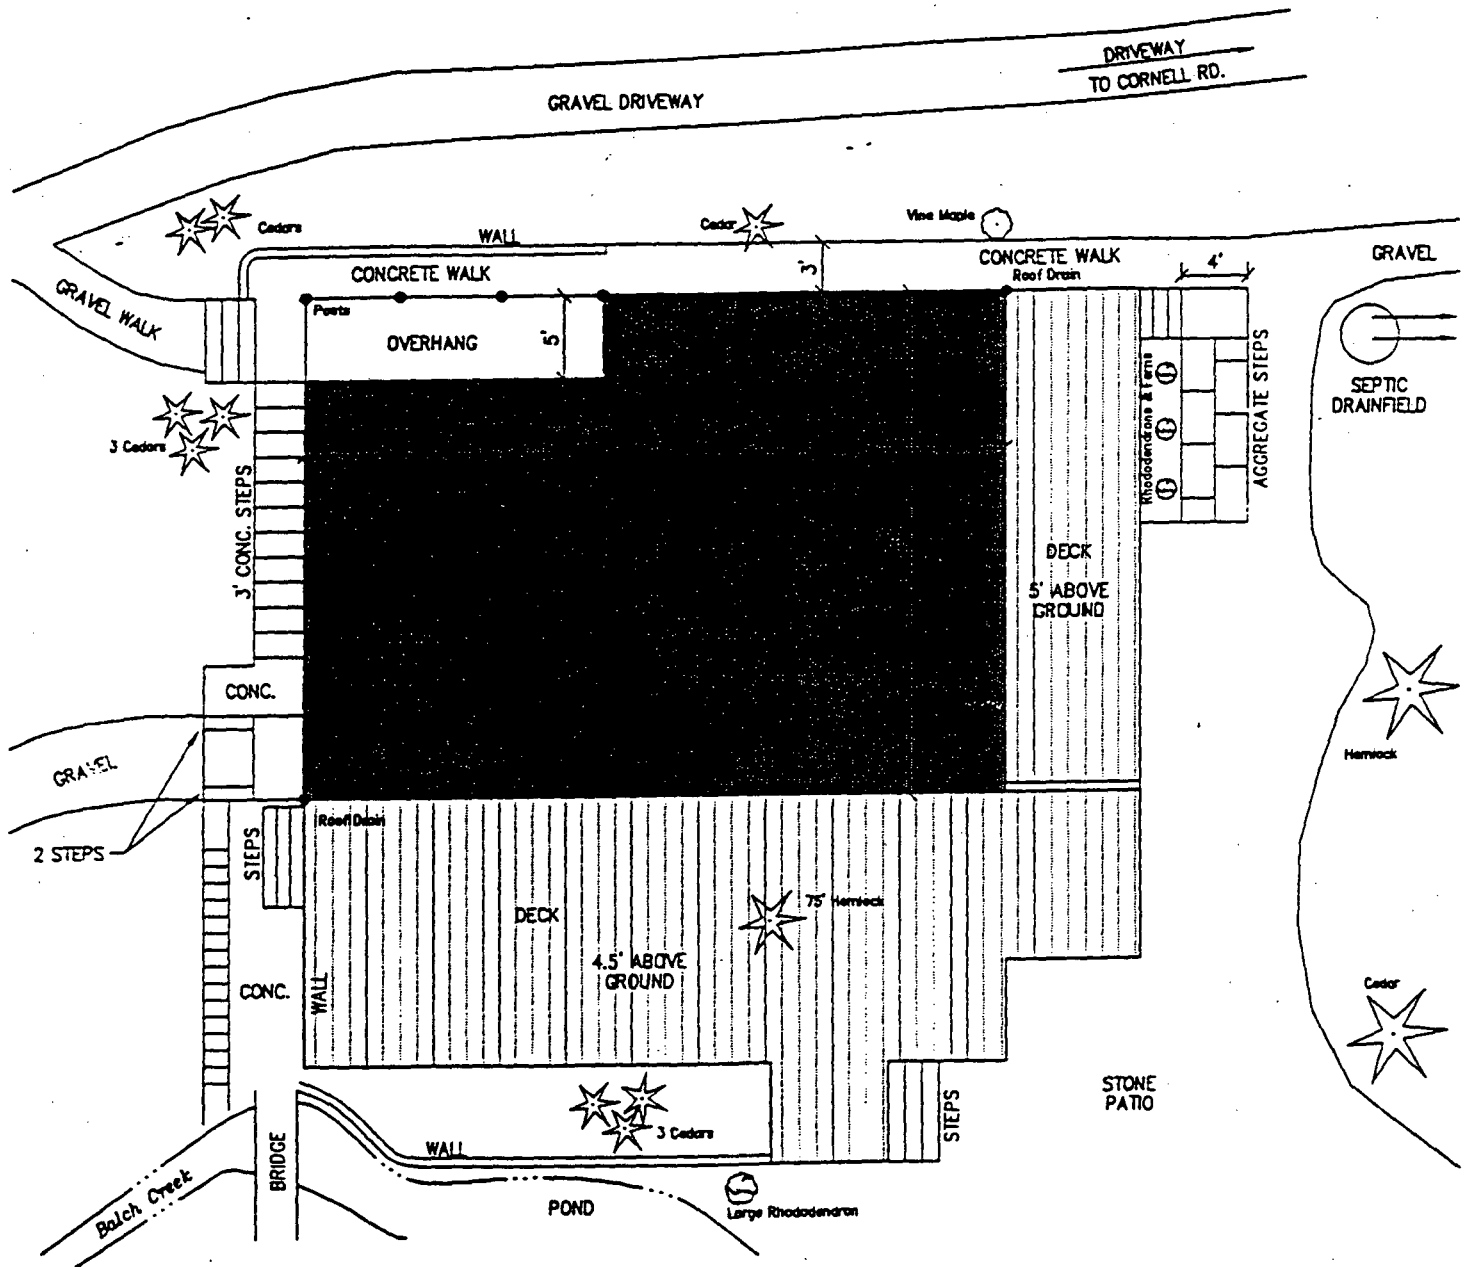 DRIVEWAY
TO CORNELL RD.
GRAVEL DRIVEWAY
Cedars
WALL
Cedar
Vine Maple
CONCRETE WALK
3'
CONCRETE WALK
Roof Drain
4'
GRAVEL
GRAVEL WALK
Posts
OVERHANG
5'
AGGREGATE STEPS
Rhododendrons & Ferns
SEPTIC
DRAINFIELD
3 Cedars
3' CONC. STEPS
DECK
5' ABOVE
GROUND
CONC.
GRAVEL
Hemlock
2 STEPS
STEPS
Roof Drain
DECK
75' Hemlock
4.5' ABOVE
GROUND
CONC.
WALL
Cedar
STONE
PATIO
STEPS
3 Cedars
WALL
BRIDGE
Balch Creek
POND
Large Rhododendron